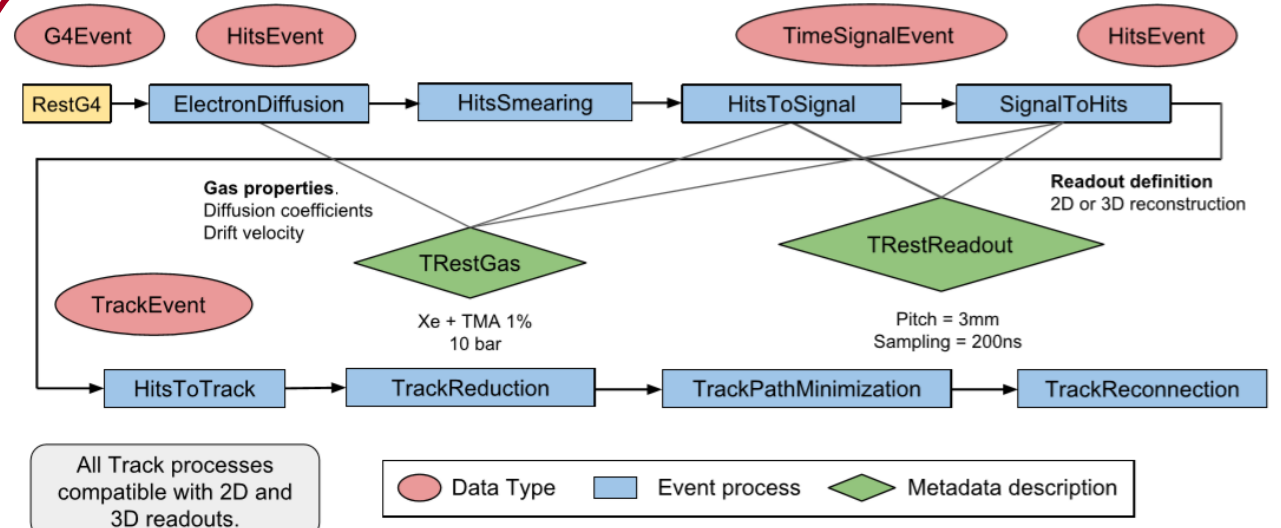 G4Event
HitsEvent
TimeSignalEvent
HitsEvent
RestG4
ElectronDiffusion
HitsSmearing
HitsToSignal
SignalToHits
Gas properties.
Diffusion coefficients
Drift velocity
Readout definition
2D or 3D reconstruction
TRestGas
TRestReadout
TrackEvent
Xe + TMA 1%
10 bar
Pitch = 3mm
Sampling = 200ns
HitsToTrack
TrackReduction
TrackPathMinimization
TrackReconnection
All Track processes
compatible with 2D and
3D readouts.
Data Type
Event process
Metadata description